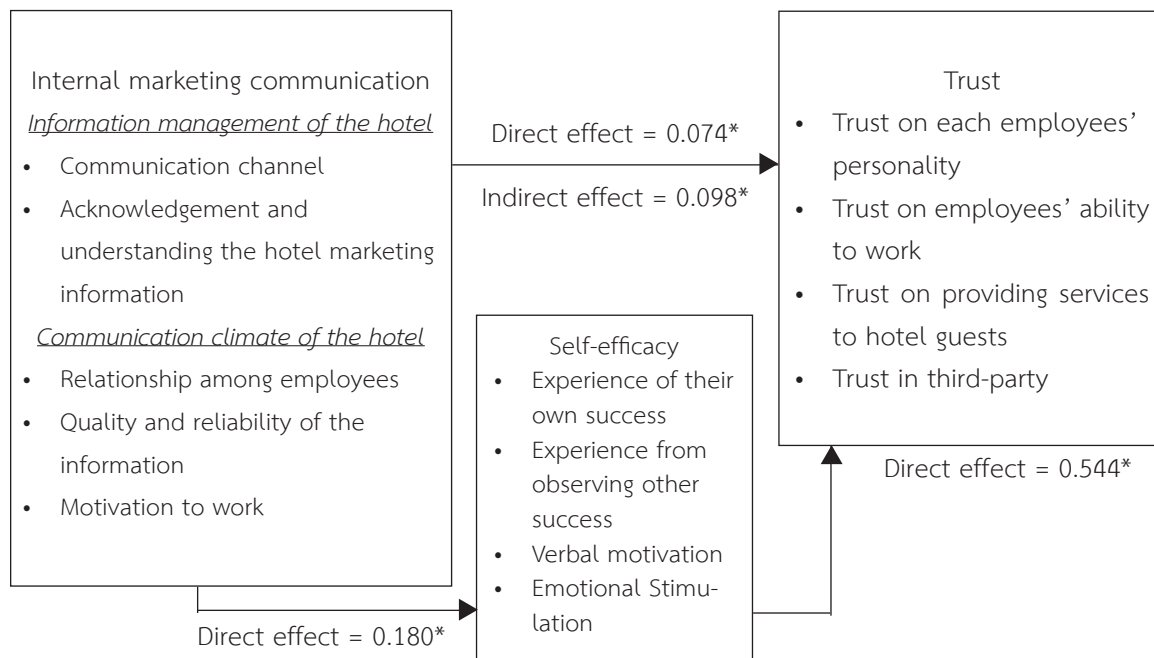 Internal marketing communication
Information management of the hotel
• Communication channel
• Acknowledgement and
understanding the hotel marketing
information
Communication climate of the hotel
• Relationship among employees
• Quality and reliability of the
information
• Motivation to work
Direct effect = 0.074*
Indirect effect = 0.098*
Trust
• Trust on each employees’
personality
• Trust on employees’ ability
to work
• Trust on providing services
to hotel guests
• Trust in third-party
Self-efficacy
• Experience of their
own success
• Experience from
observing other
success
• Verbal motivation
• Emotional Stimu-
lation
Direct effect = 0.544*
Direct effect = 0.180*